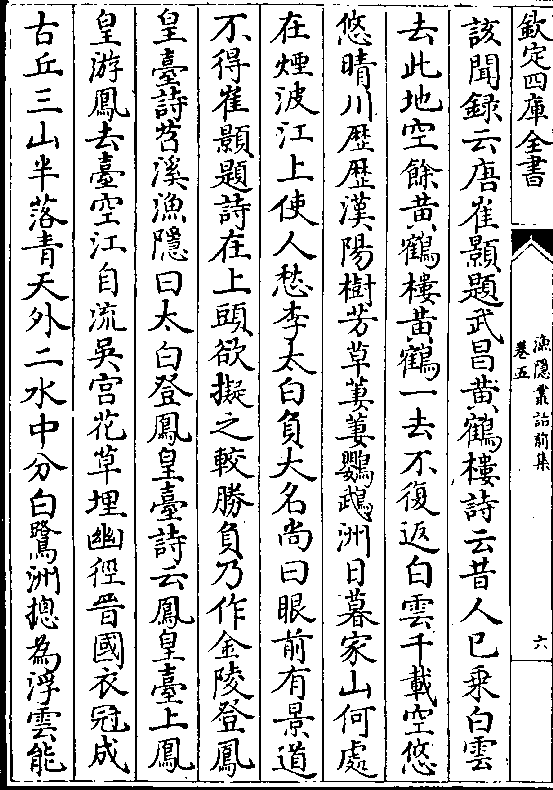 欽定四庫全書
漁隱叢話前集
卷五
六
該聞録云唐崔顥題武昌黄鶴樓詩云昔人已乗白雲
去此地空餘黄鶴樓黄鶴一去不復返白雲千載空悠
悠晴川歴歴漢陽樹芳草萋萋鸚鵡洲日暮家山何處
在煙波江上使人愁李太白負大名尚曰眼前有景道
不得崔顥題詩在上頭欲擬之較勝負乃作金陵登鳳
皇臺詩苕溪漁隱曰太白登鳳皇臺詩云鳳皇臺上鳳
皇游鳳去臺空江自流吳宫花草埋幽徑晉國衣冠成
古丘三山半落青天外二水中分白鷺洲摠為浮雲能